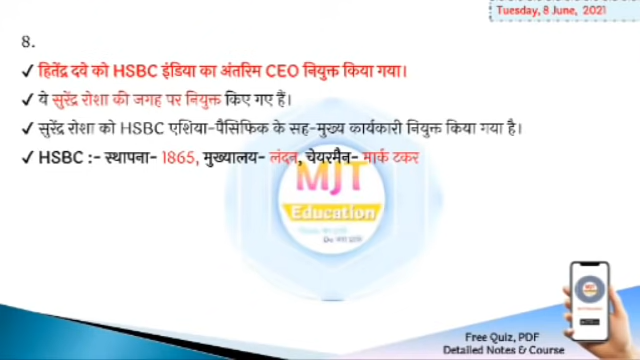 Tuesday, 8 June, 2021
8.
✓ हितेंद्र दवे को HSBC इंडिया का अंतरिम CEO नियुक्त किया गया।
✓ ये सुरेंद्र रोशा की जगह पर नियुक्त किए गए हैं।
✓ सुरेंद्र रोशा को HSBC एशिया-पैसिफिक के सह-मुख्य कार्यकारी नियुक्त किया गया है।
✓ HSBC :- स्थापना- 1865, मुख्यालय- लंदन, चेयरमैन- मार्क टकर
MJT
Education
MJT
Free Quiz, PDF
Detailed Notes & Course